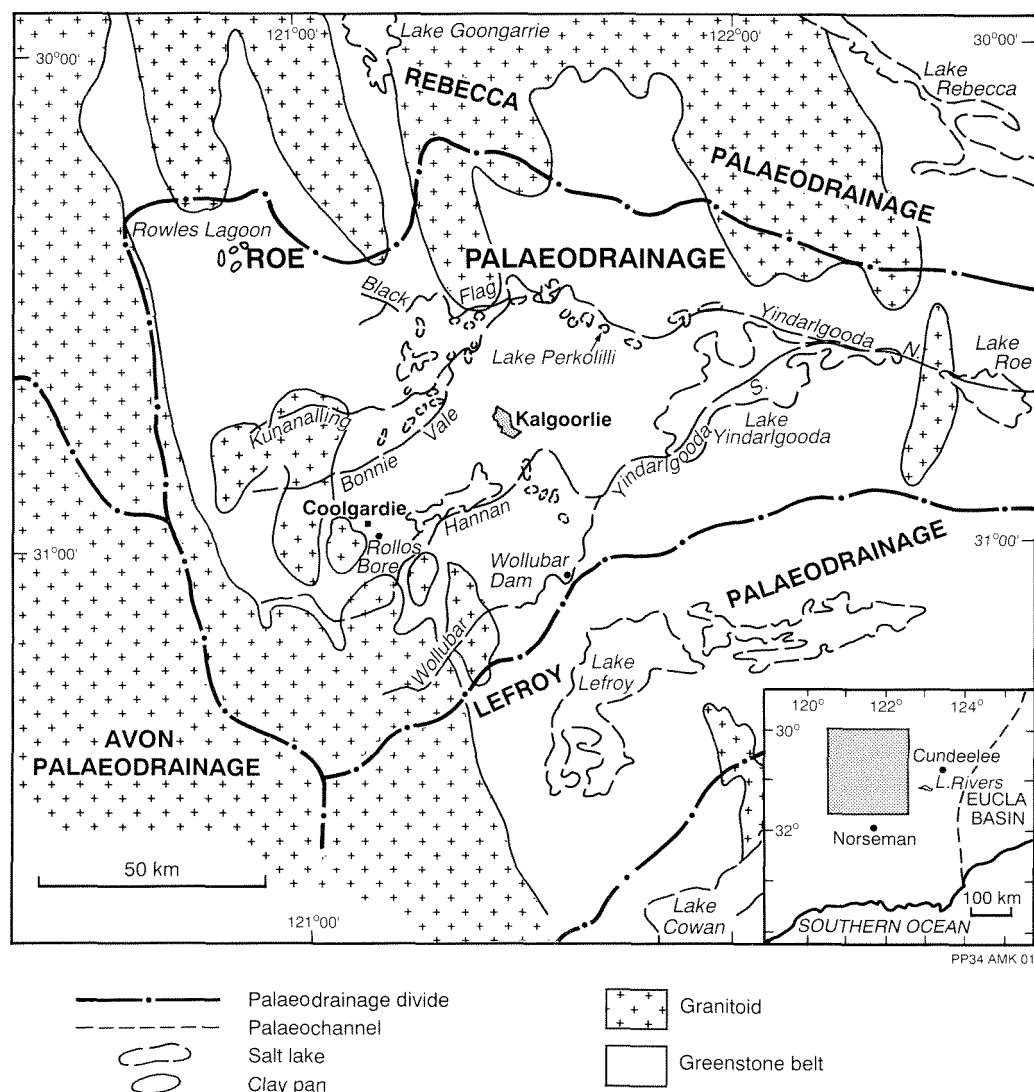 121°00'
122°00'
30°00'
30°00'
Lake Goongarrie
REBECCA
Lake
Rebecca
PALAEODRAINAGE
Rowles Lagoon
ROE
PALAEODRAINAGE
Black
Flag
Yindarlgooda
N.
Lake
Roe
Lake Perkolilli
S.
Lake
Yindarlgooda
Kunanalling
Vale
Kalgoorlie
Bonnie
Yindarlgooda
Coolgardie
Hannan
Rollos
Bore
31°00'
31°00'
Wollubar
Dam
PALAEODRAINAGE
Wollubar
Lake
Lefroy
LEFROY
AVON
PALAEODRAINAGE
50 km
121°00'
Lake
Cowan
120°
122°
124°
30°
Cundeelee
L.Rivers
EUCLA
BASIN
32°
Norseman
100 km
SOUTHERN OCEAN
PP34 AMK 01
Palaeodrainage divide
Palaeochannel
Salt lake
Clay pan
Granitoid
Greenstone belt